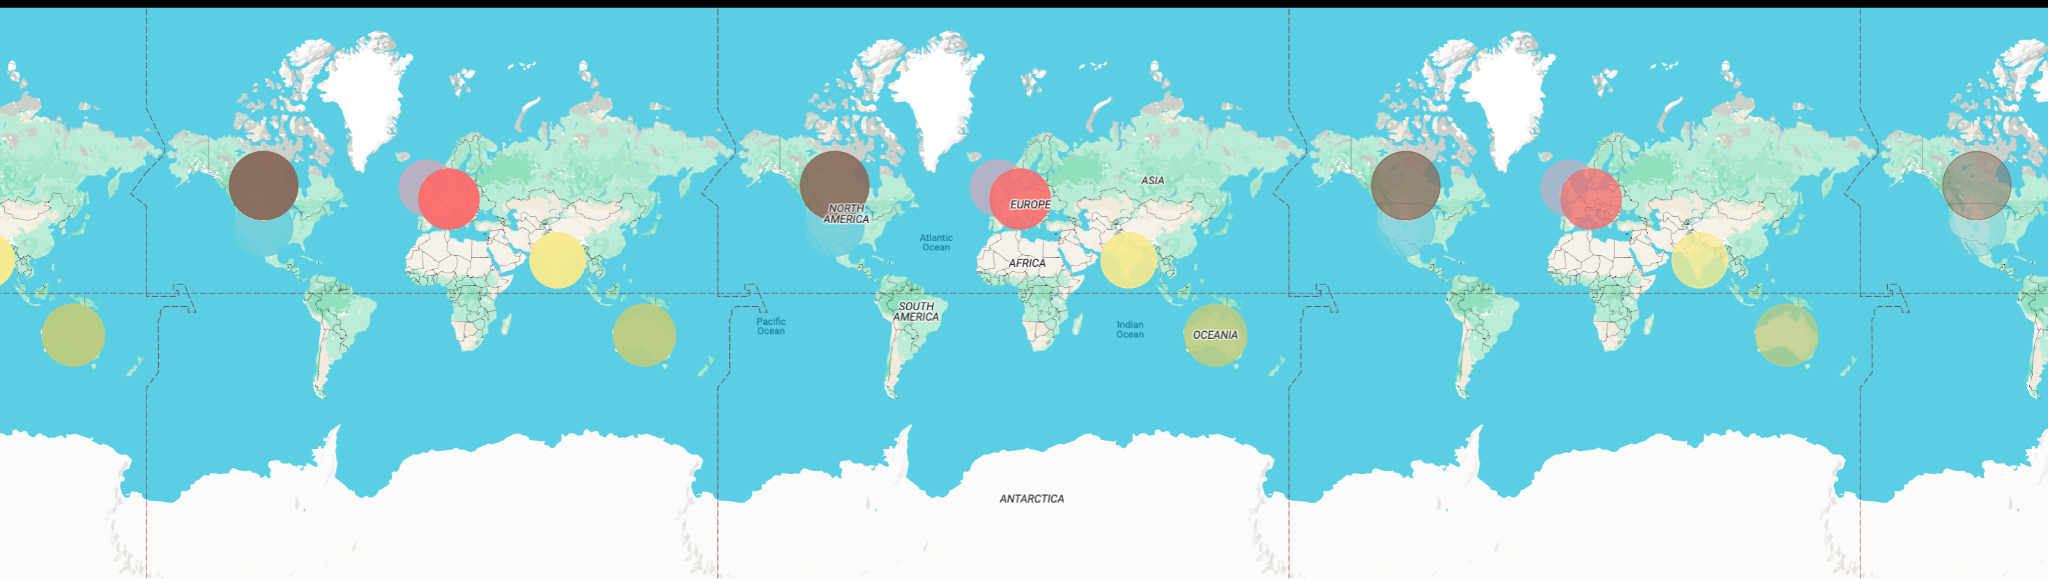 ASIA
EUROPE
NORTH
AMERICA
Atlantic
Ocean
AFRICA
SOUTH
AMERICA
Pacific
Ocean
Indian
Ocean
OCEANIA
ANTARCTICA